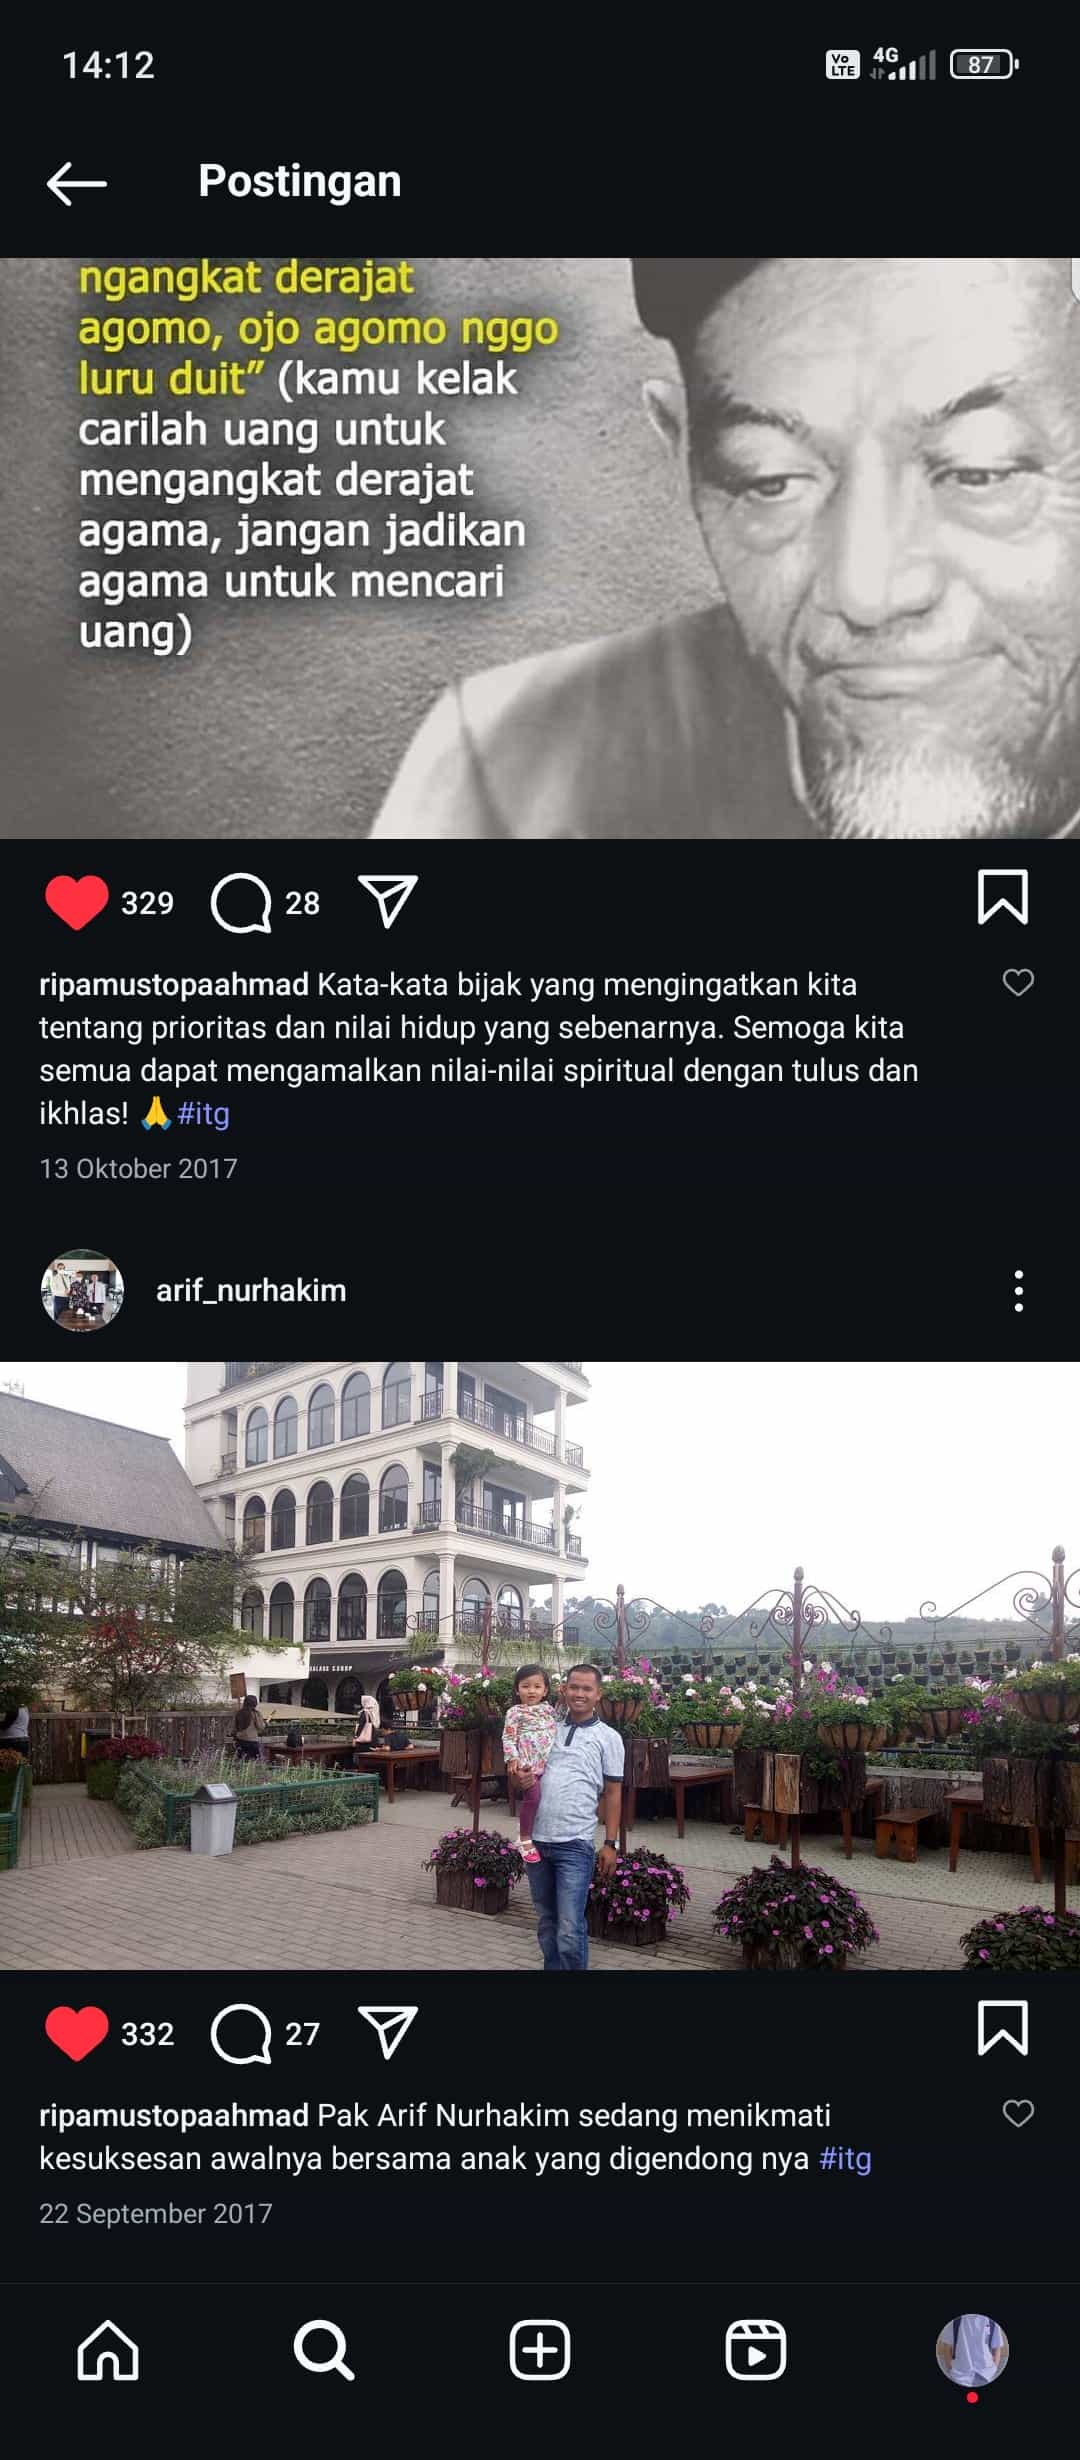 14:12
Vo
LTE
4G
87
Postingan
ngangkat derajat
agomo, ojo agomo nggo
luru duit” (kamu kelak
carilah uang untuk
mengangkat derajat
agama, jangan jadikan
agama untuk mencari
uang)
329
28
ripamustopaahmad Kata-kata bijak yang mengingatkan kita
tentang prioritas dan nilai hidup yang sebenarnya. Semoga kita
semua dapat mengamalkan nilai-nilai spiritual dengan tulus dan
ikhlas! 🙏 #itg
13 Oktober 2017
arif_nurhakim
332
27
ripamustopaahmad Pak Arif Nurhakim sedang menikmati
kesuksesan awalnya bersama anak yang digendong nya #itg
22 September 2017